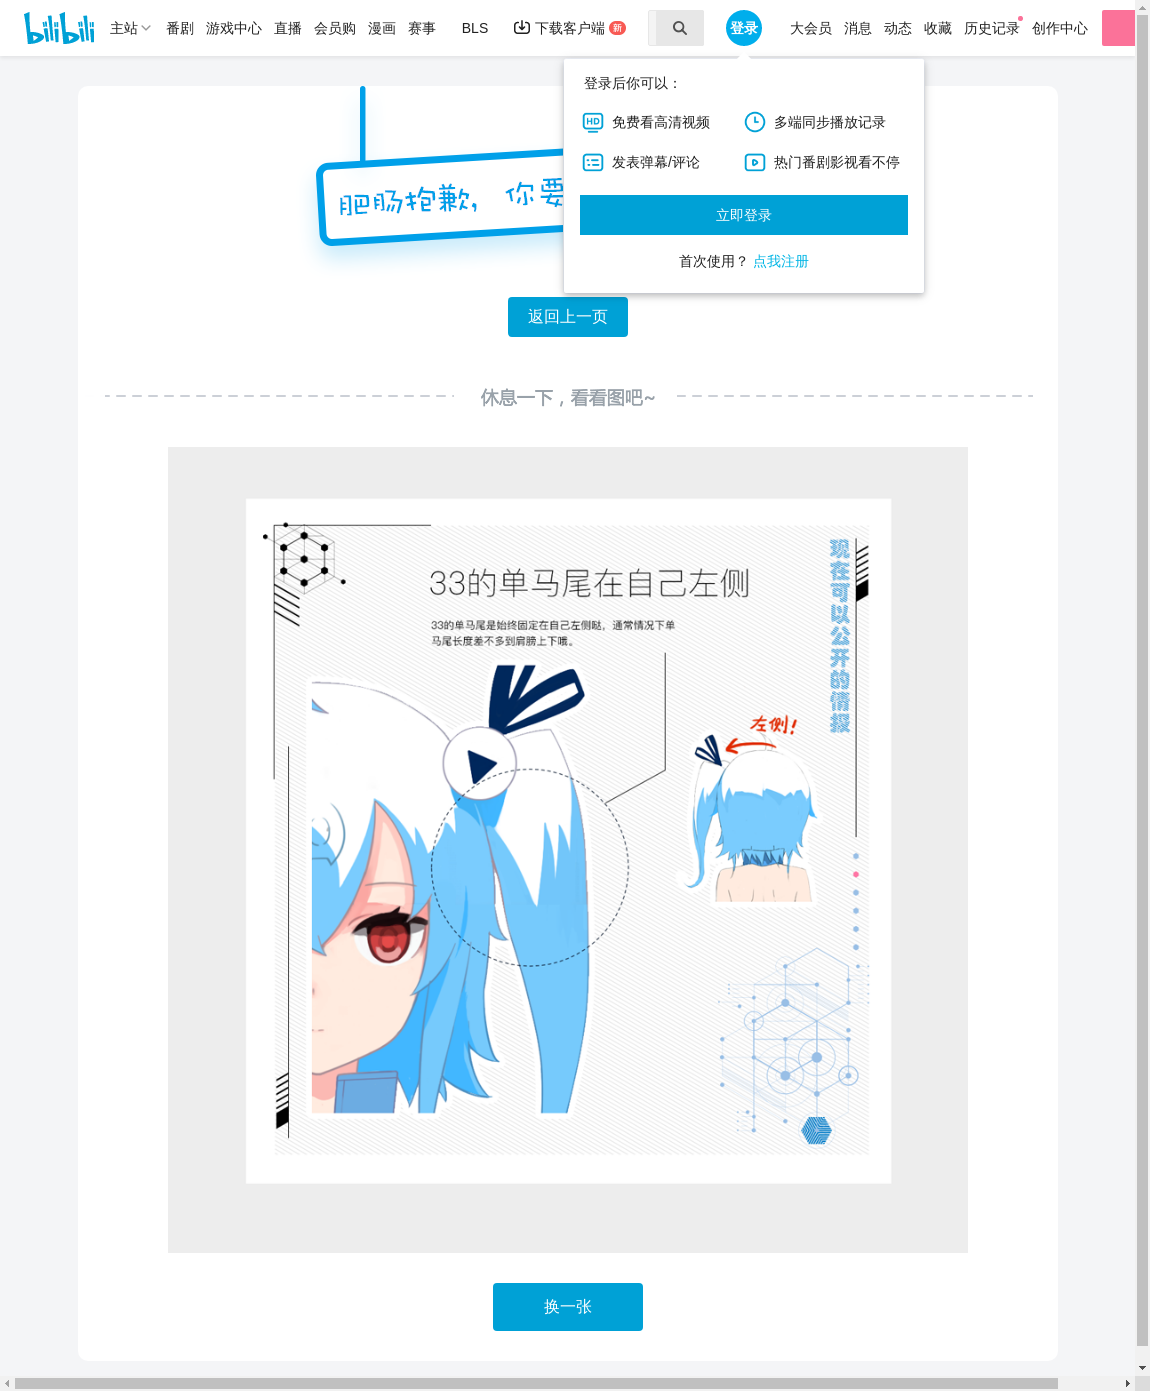 bilibili
主站 番剧 游戏中心 直播 会员购 漫画 赛事 BLS 下载客户端 新 登录 大会员 消息 动态 收藏 历史记录 创作中心
登录后你可以：
HD 免费看高清视频 多端同步播放记录
发表弹幕/评论 热门番剧影视看不停
立即登录
首次使用？ 点我注册
肥肠抱歉，你要
返回上一页
休息一下，看看图吧~
33的单马尾在自己左侧
33的单马尾是始终固定在自己左侧哒，通常情况下单
马尾长度差不多到肩膀上下哦。
现在可以公开的情报
左侧!
换一张